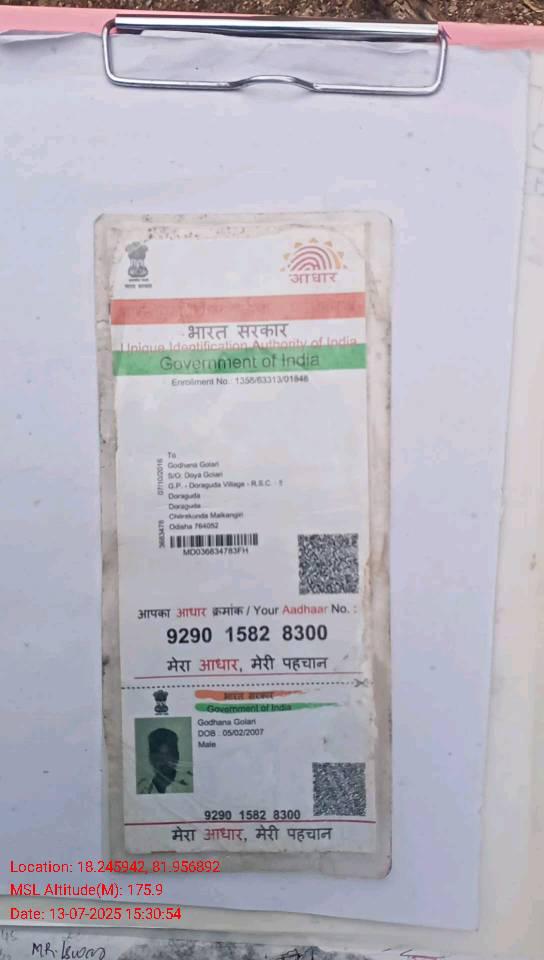 आधार
भारत सरकार
Unique Identification Authority of India
Government of India
Enrollment No.: 1358/63313/01846
07/10/2016
To
Godhana Golari
S/O: Doya Golari
G.P. - Doraguda Village - R.S.C. - 5
Doraguda
Doraguda
Malkangiri
Odisha 764052
MD036834783FH
आपका आधार क्रमांक / Your Aadhaar No. :
9290 1582 8300
मेरा आधार, मेरी पहचान
भारत सरकार
Government of India
Godhana Golari
DOB : 05/02/2007
Male
9290 1582 8300
मेरा आधार, मेरी पहचान
Location: 18.245942, 81.956892
MSL Altitude(M): 175.9
Date: 13-07-2025 15:30:54